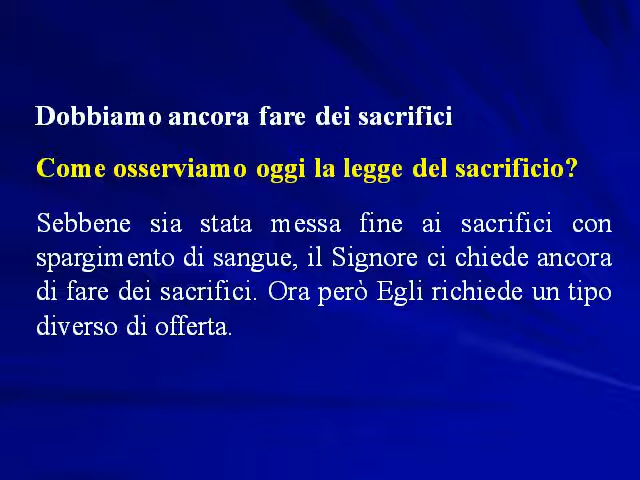 Dobbiamo ancora fare dei sacrifici
Come osserviamo oggi la legge del sacrificio?
Sebbene sia stata messa fine ai sacrifici con
spargimento di sangue, il Signore ci chiede ancora
di fare dei sacrifici. Ora però Egli richiede un tipo
diverso di offerta.